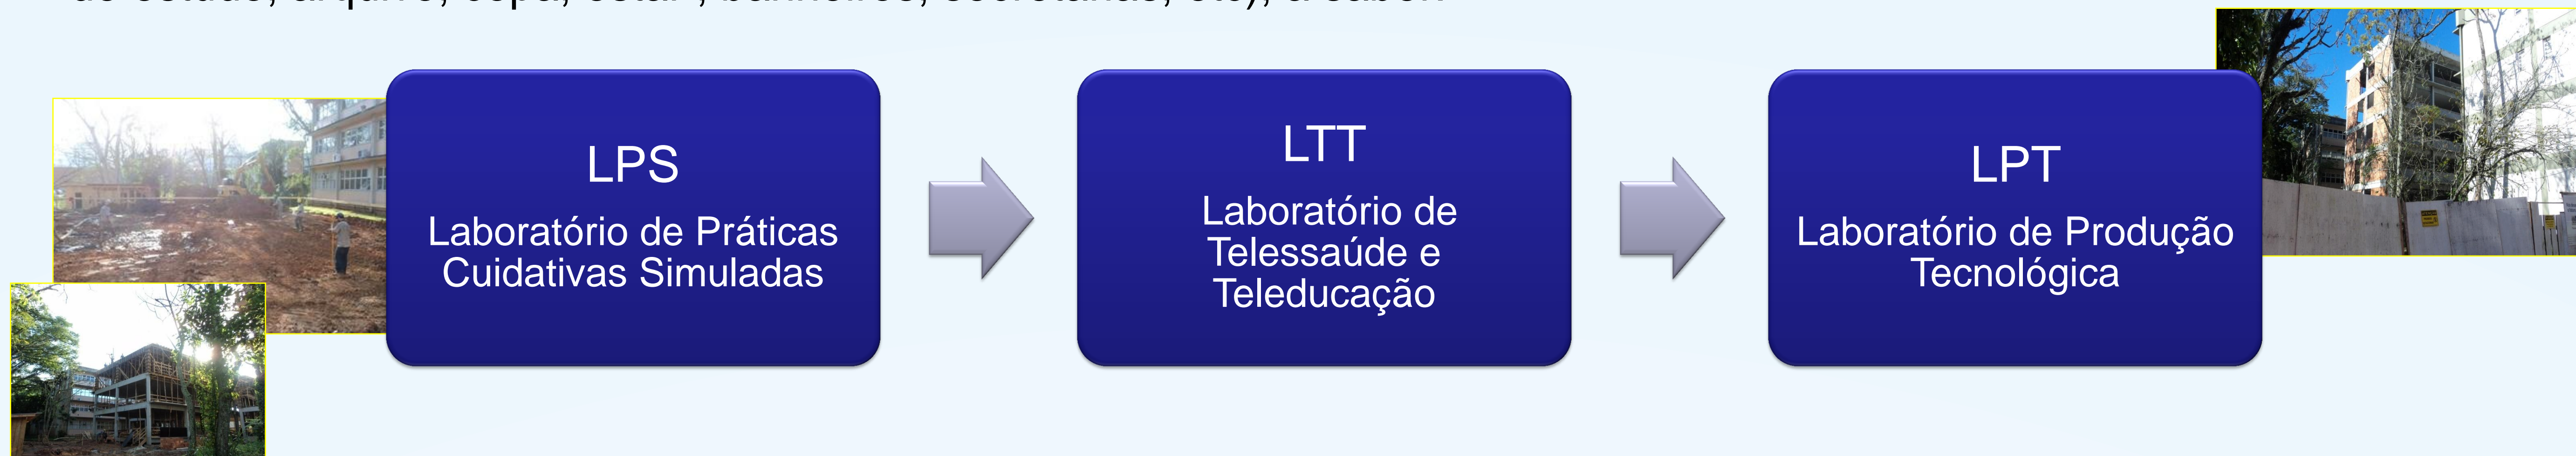 LPS
Laboratório de Práticas
Cuidativas Simuladas
LTT
Laboratório de
Telessaúde e
Teleducação
LPT
Laboratório de Produção
Tecnológica